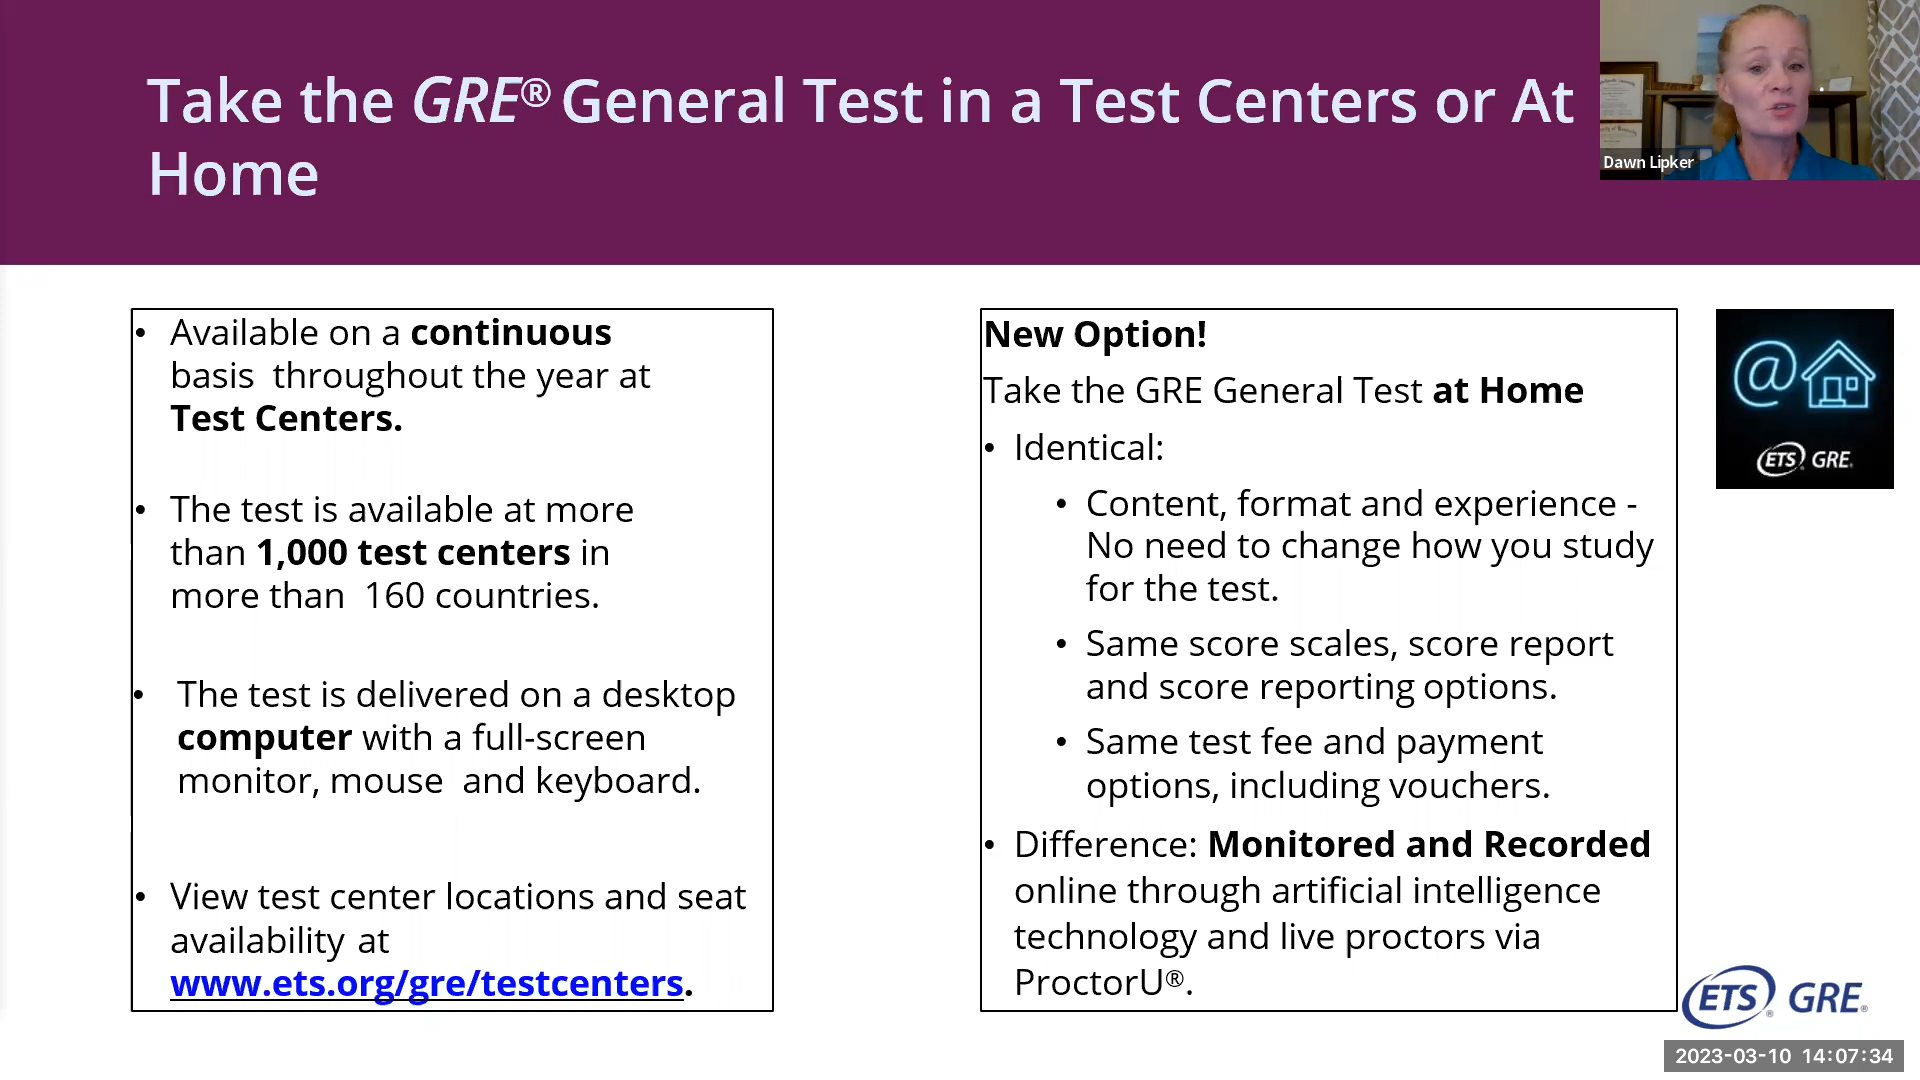 Take the GRE® General Test in a Test Centers or At
Home
Dawn Lipker
• Available on a continuous
basis throughout the year at
Test Centers.
• The test is available at more
than 1,000 test centers in
more than 160 countries.
• The test is delivered on a desktop
computer with a full-screen
monitor, mouse and keyboard.
• View test center locations and seat
availability at
www.ets.org/gre/testcenters.
New Option!
Take the GRE General Test at Home
• Identical:
• Content, format and experience -
No need to change how you study
for the test.
• Same score scales, score report
and score reporting options.
• Same test fee and payment
options, including vouchers.
• Difference: Monitored and Recorded
online through artificial intelligence
technology and live proctors via
ProctorU®.
@
ETS GRE
ETS® GRE®
2023-03-10 14:07:34